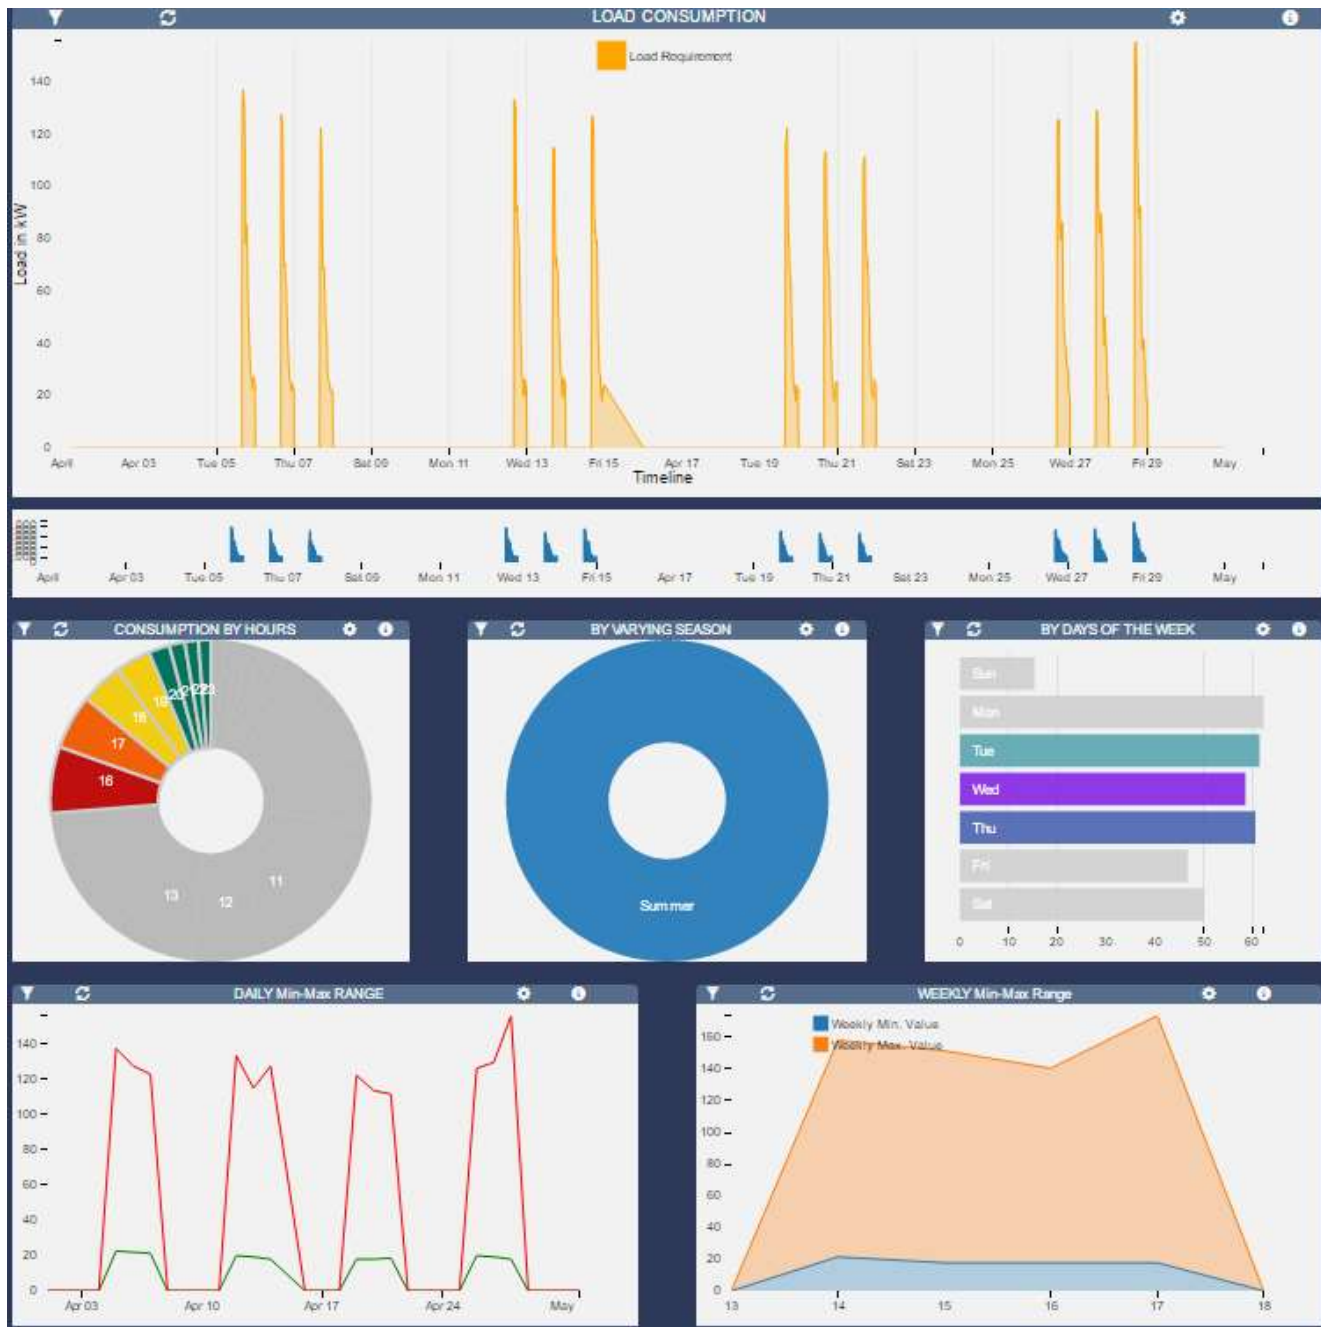 LOAD CONSUMPTION
Load Requirement
140
120
100
80
60
40
20
0
Load in kW
April Apr 03 Tue 05 Thu 07 Sat 09 Mon 11 Wed 13 Fri 15 Apr 17 Tue 19 Thu 21 Sat 23 Mon 25 Wed 27 Fri 29 May
Timeline
April Apr 03 Tue 05 Thu 07 Sat 09 Mon 11 Wed 13 Fri 15 Apr 17 Tue 19 Thu 21 Sat 23 Mon 25 Wed 27 Fri 29 May
CONSUMPTION BY HOURS
20 21 22 23
19
18
17
16
13 12 11
BY VARYING SEASON
Summer
BY DAYS OF THE WEEK
Sun
Mon
Tue
Wed
Thu
Fri
Sat
0 10 20 30 40 50 60
DAILY Min-Max RANGE
140
120
100
80
60
40
20
0
Apr 03 Apr 10 Apr 17 Apr 24 May
WEEKLY Min-Max Range
Weekly Min. Value
Weekly Max. Value
160
140
120
100
80
60
40
20
0
13 14 15 16 17 18